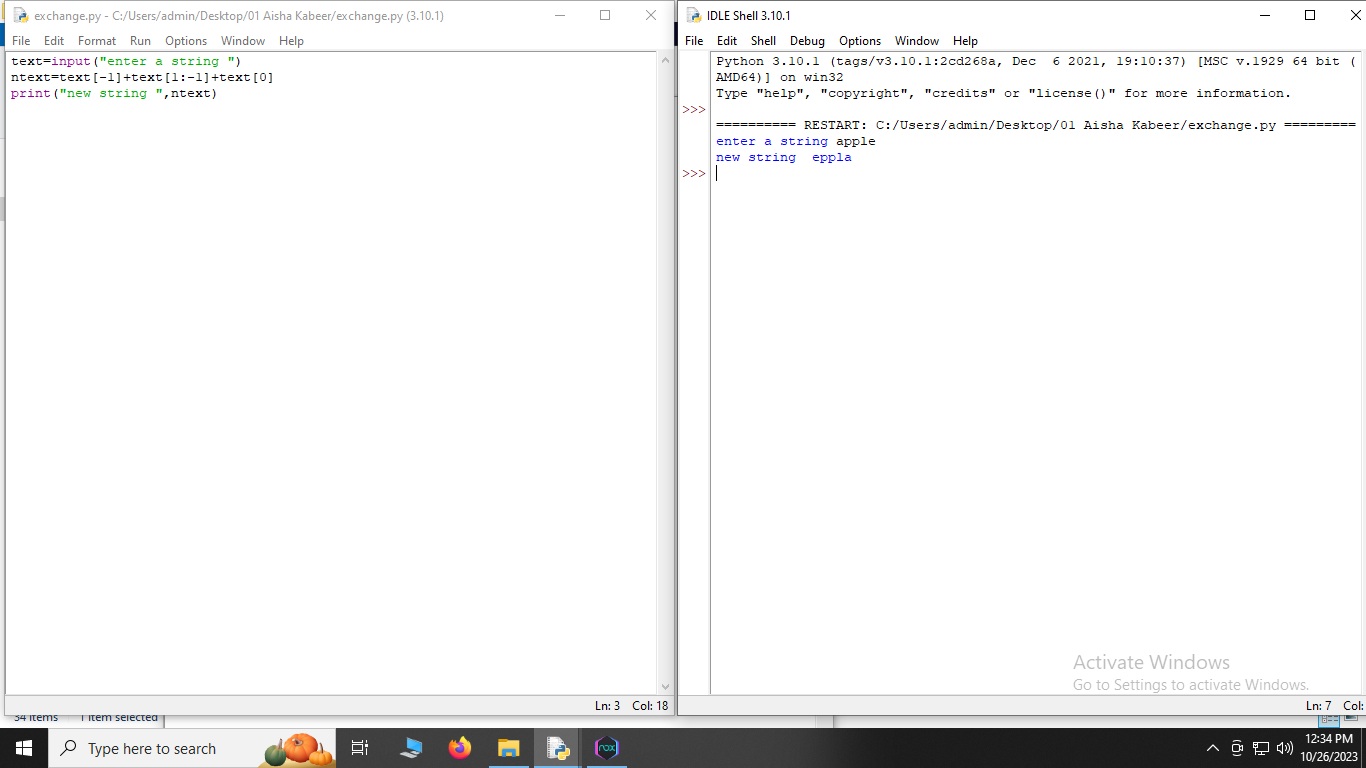 exchange.py - C:/Users/admin/Desktop/01 Aisha Kabeer/exchange.py (3.10.1)
File Edit Format Run Options Window Help
text=input("enter a string ")
ntext=text[-1]+text[1:-1]+text[0]
print("new string ",ntext)
Ln: 3 Col: 18
IDLE Shell 3.10.1
File Edit Shell Debug Options Window Help
Python 3.10.1 (tags/v3.10.1:2cd268a, Dec  6 2021, 19:10:37) [MSC v.1929 64 bit (
AMD64)] on win32
Type "help", "copyright", "credits" or "license()" for more information.
>>>
========== RESTART: C:/Users/admin/Desktop/01 Aisha Kabeer/exchange.py =========
enter a string apple
new string  eppla
>>>
Activate Windows
Go to Settings to activate Windows.
Ln: 7 Col:
34 items 1 item selected
Type here to search
nox
12:34 PM
10/26/2023